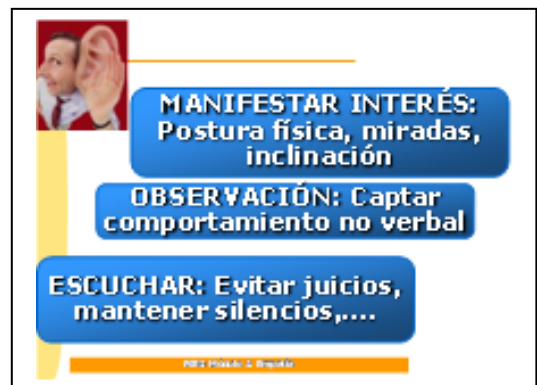 MANIFESTAR INTERÉS:
Postura física, miradas,
inclinación
OBSERVACIÓN: Captar
comportamiento no verbal
ESCUCHAR: Evitar juicios,
mantener silencios,....